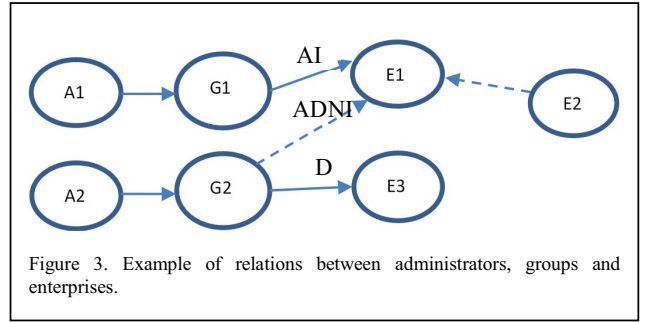 AI
A1
G1
E1
E2
ADNI
A2
G2
D
E3
Figure 3. Example of relations between administrators, groups and
enterprises.